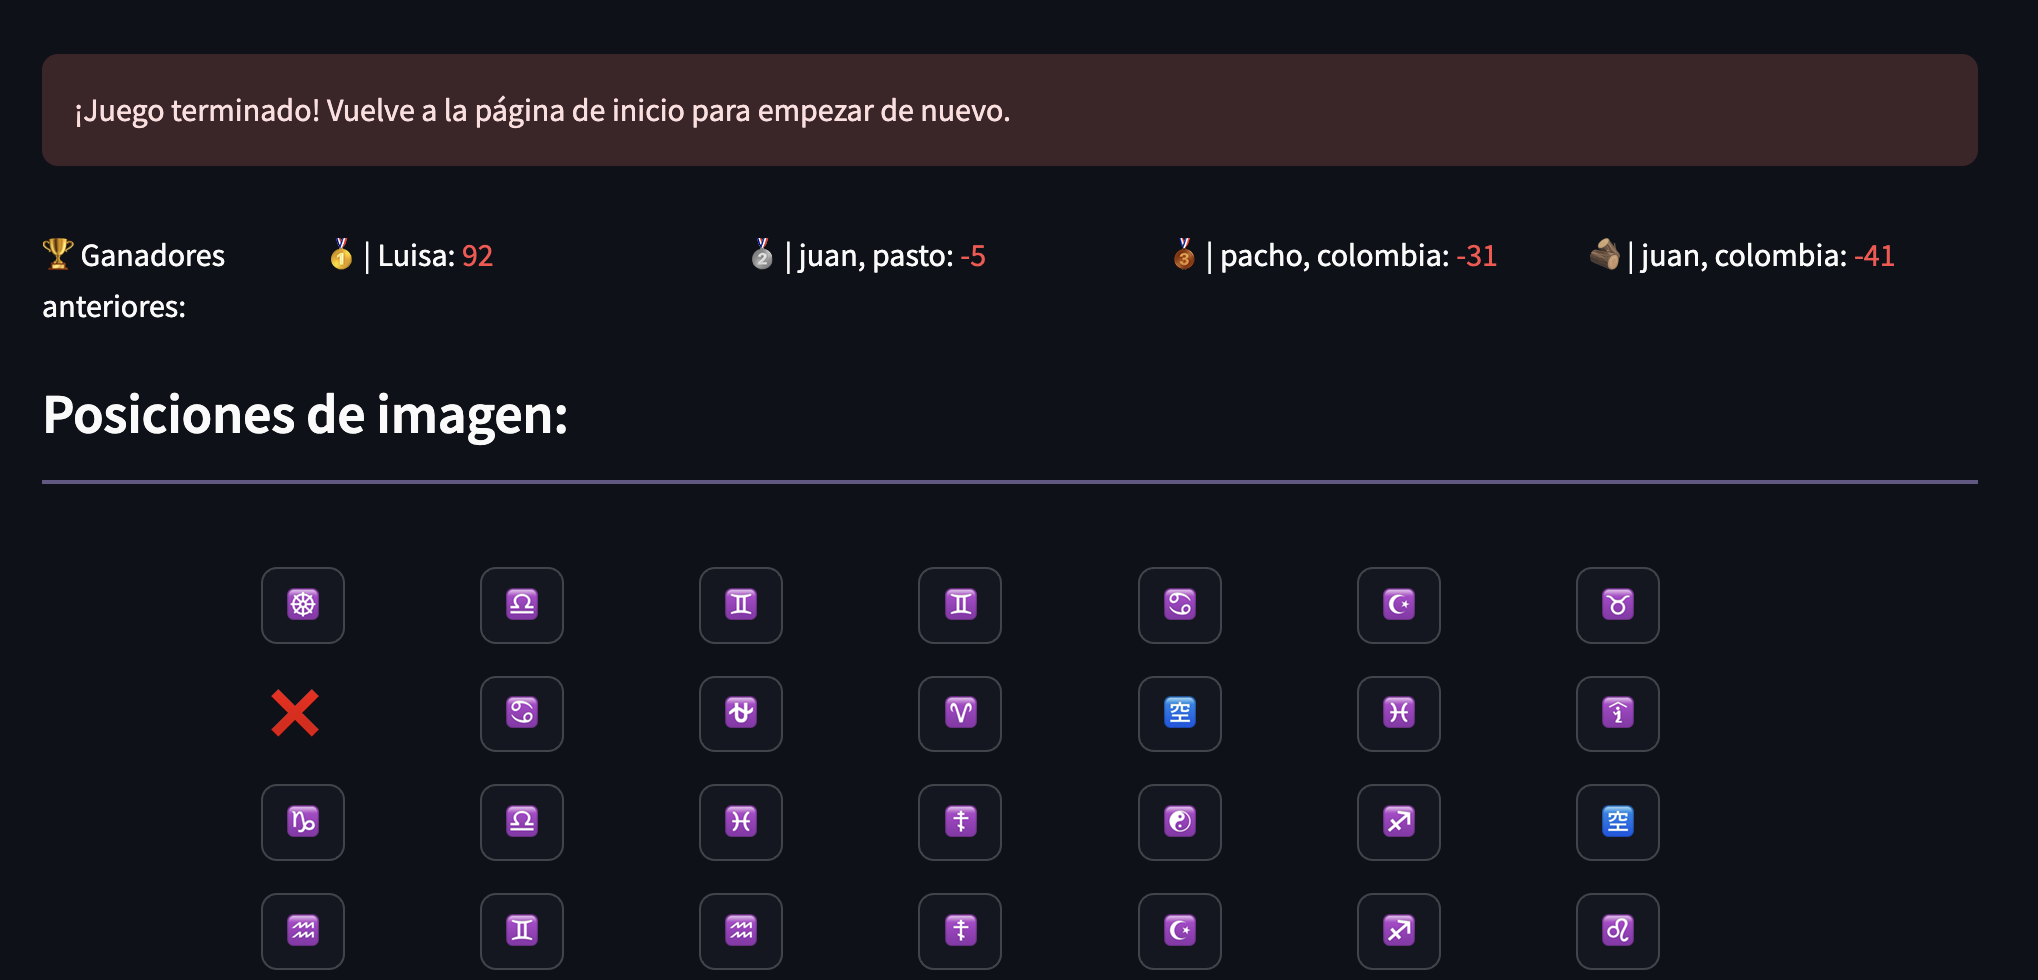 ¡Juego terminado! Vuelve a la página de inicio para empezar de nuevo.
🏆 Ganadores anteriores:
🥇 | Luisa: 92
🥈 | juan, pasto: -5
🥉 | pacho, colombia: -31
🪵 | juan, colombia: -41
Posiciones de imagen:
☸️ ♎ ♊ ♊ ♋ ☪️ ♉
❌ ♋ ⛎ ♈ 🈳 ♓ 🛐
♑ ♎ ♓ ☦️ ☯️ ♐ 🈳
♒ ♊ ♒ ☦️ ☪️ ♐ ♌